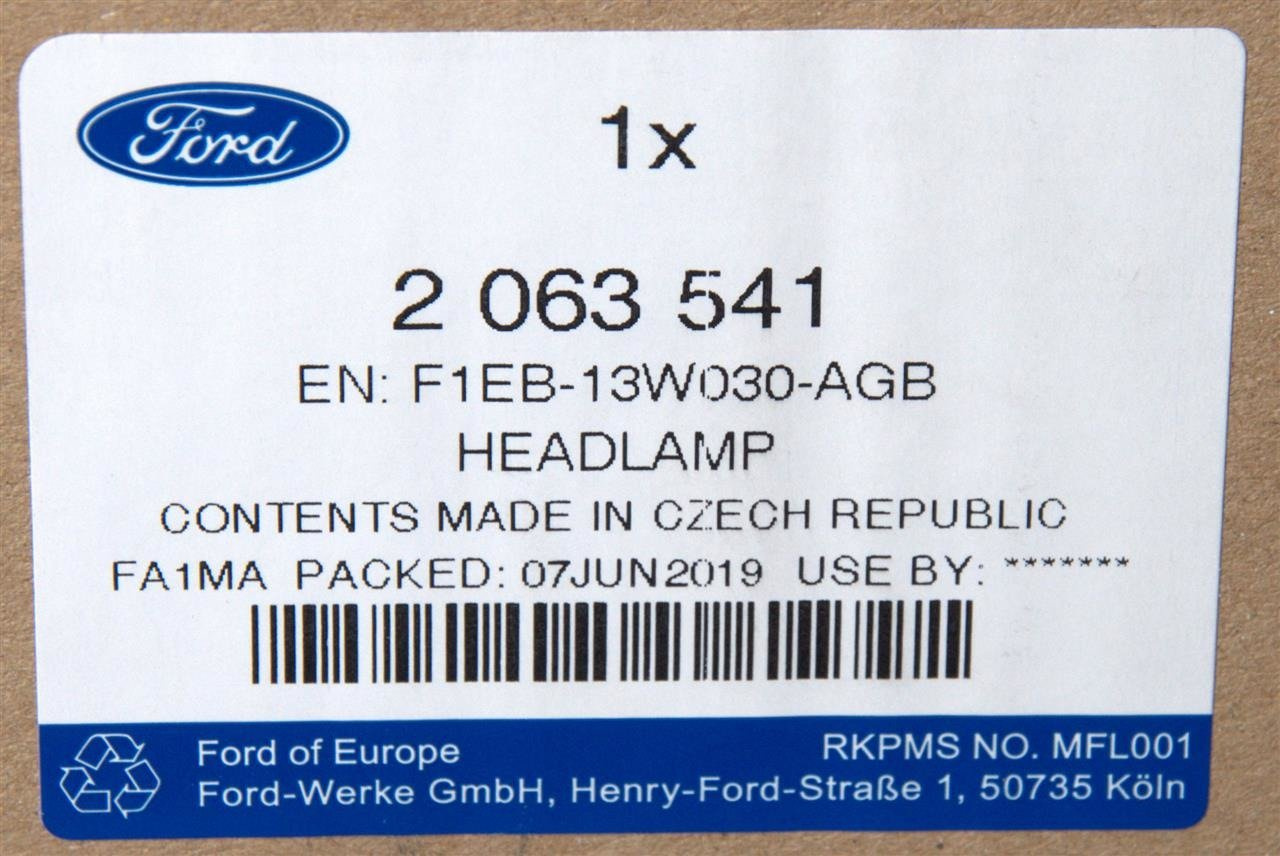 Ford
1x
2 063 541
EN: F1EB-13W030-AGB
HEADLAMP
CONTENTS MADE IN CZECH REPUBLIC
FA1MA PACKED: 07JUN2019 USE BY: *******
Ford of Europe
RKPMS NO. MFL001
Ford-Werke GmbH, Henry-Ford-Straße 1, 50735 Köln